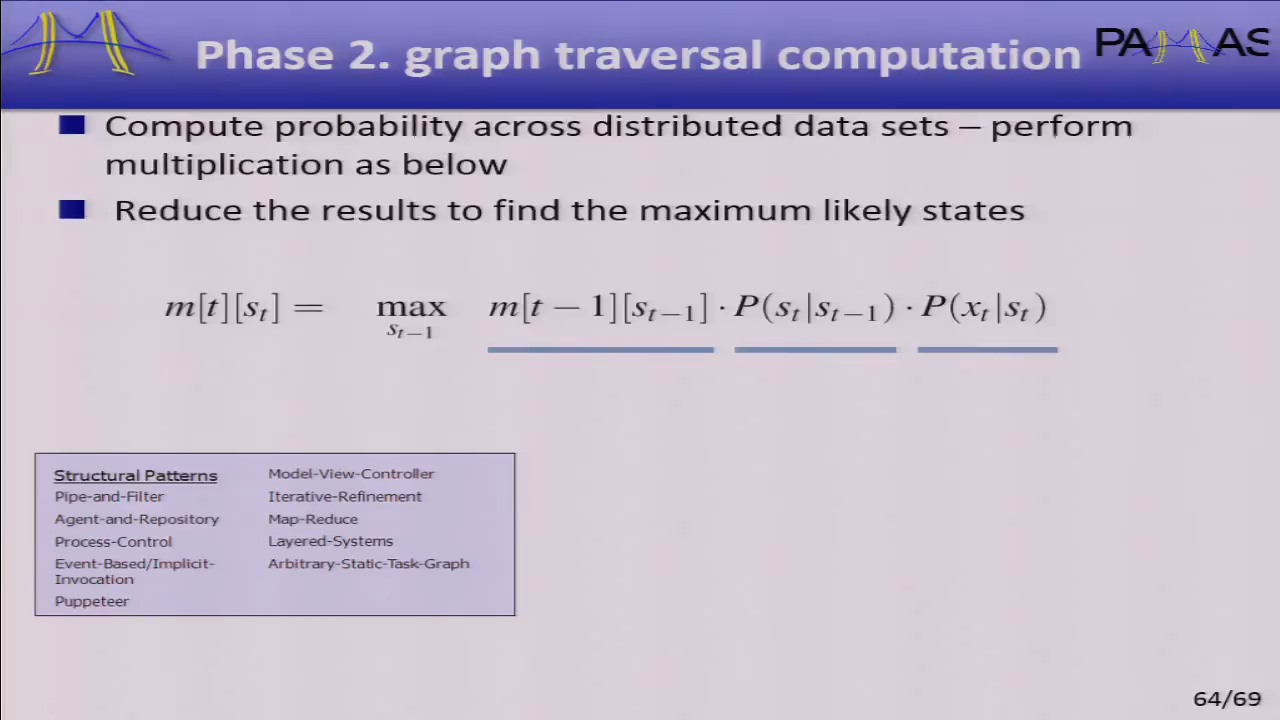 Phase 2. graph traversal computation
PA AS
Compute probability across distributed data sets – perform
multiplication as below
Reduce the results to find the maximum likely states
m[t][s_t] = max_{s_{t−1}} m[t − 1][s_{t−1}] · P(s_t|s_{t−1}) · P(x_t|s_t)
Structural Patterns
Pipe-and-Filter
Agent-and-Repository
Process-Control
Event-Based/Implicit-
Invocation
Puppeteer
Model-View-Controller
Iterative-Refinement
Map-Reduce
Layered-Systems
Arbitrary-Static-Task-Graph
64/69